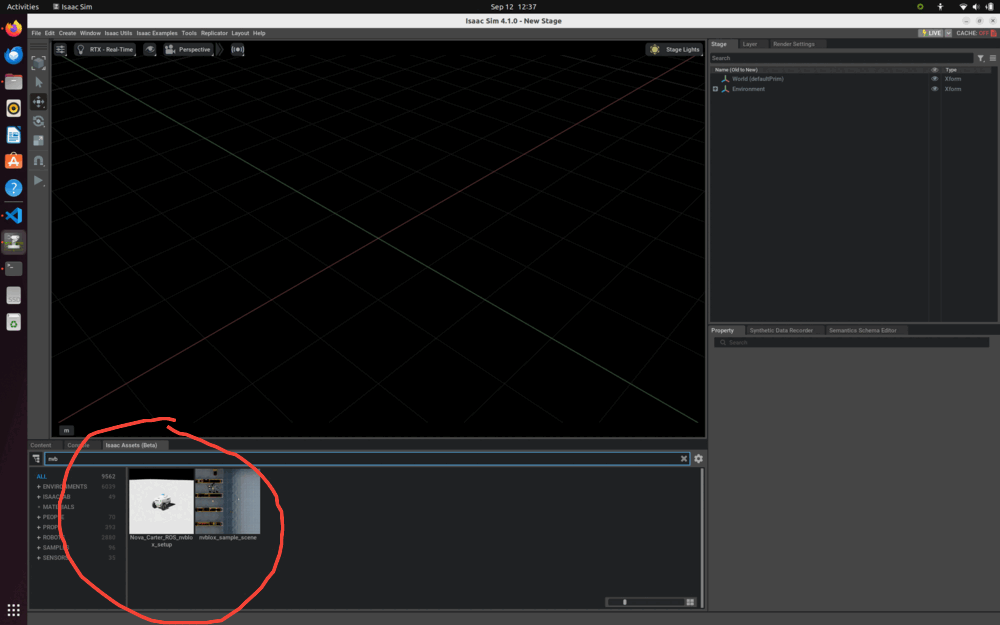 Activities Isaac Sim Sep 12 12:37
Isaac Sim 4.1.0 - New Stage
File Edit Create Window Isaac Utils Isaac Examples Tools Replicator Layout Help LIVE CACHE: OFF
RTX - Real-Time Perspective Stage Lights
Stage Layer Render Settings
Search
Name (Old to New) Type
World (defaultPrim) Xform
Environment Xform
Property Synthetic Data Recorder Semantics Schema Editor
Search
m
Content Console Isaac Assets (Beta)
nvb
ALL 9562
ENVIRONMENTS 6039
ISAACLAB 49
MATERIALS
PEOPLE 70
PROPS 393
ROBOTS
SAMPLES 96
SENSORS 35
Nova_Carter_ROS_nvblo
x_setup
nvblox_sample_scene